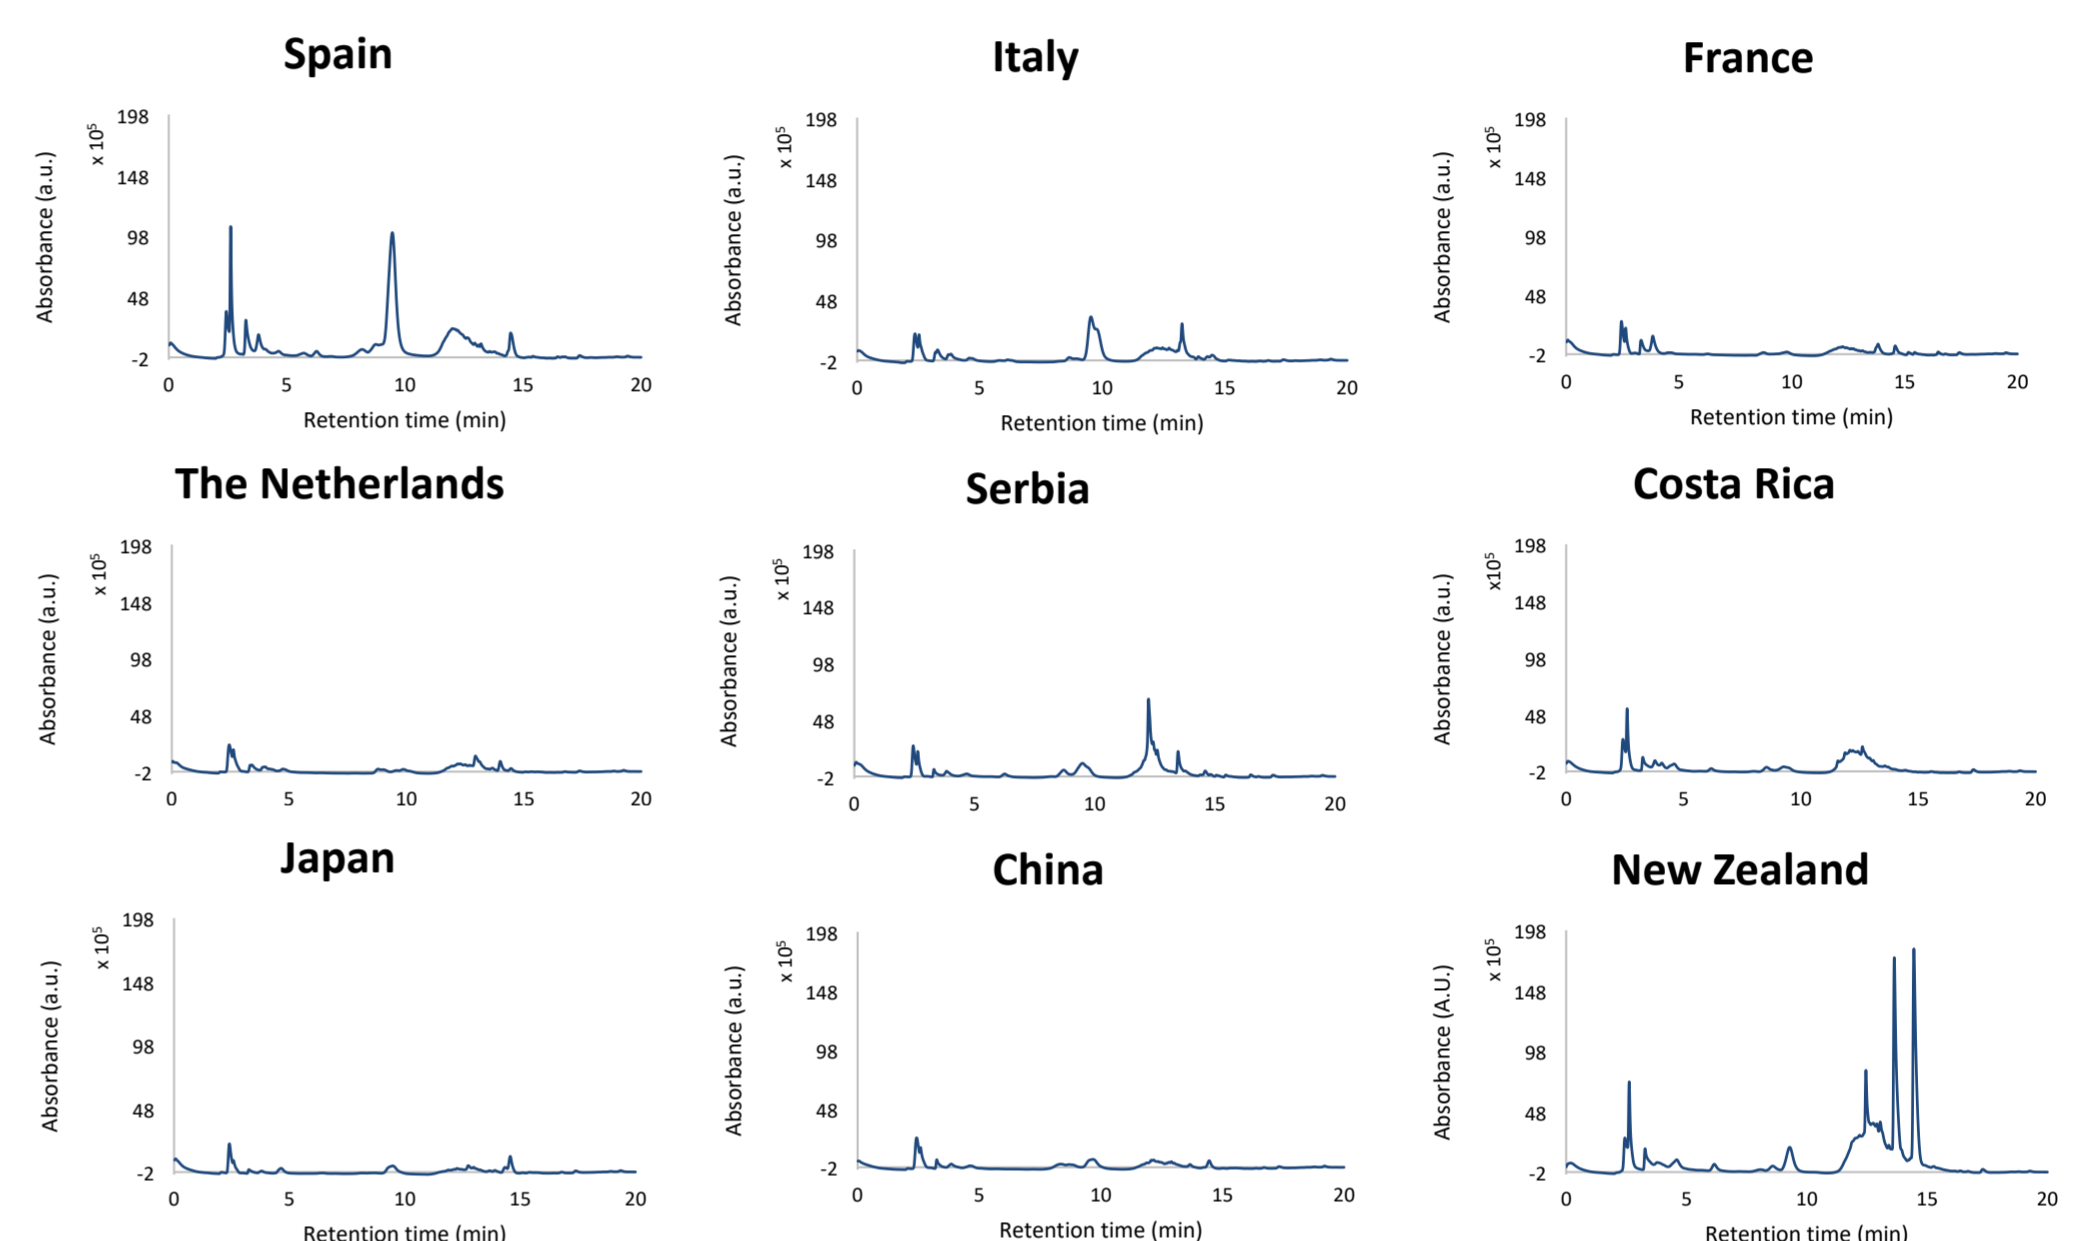 Spain
Italy
France
Absorbance (a.u.)
x 10⁵
198
148
98
48
-2
0 5 10 15 20
Retention time (min)
Absorbance (a.u.)
x 10⁵
198
148
98
48
-2
0 5 10 15 20
Retention time (min)
Absorbance (a.u.)
x 10⁵
198
148
98
48
-2
0 5 10 15 20
Retention time (min)
The Netherlands
Serbia
Costa Rica
Absorbance (a.u.)
x 10⁵
198
148
98
48
-2
0 5 10 15 20
Absorbance (a.u.)
x 10⁵
198
148
98
48
-2
0 5 10 15 20
Absorbance (a.u.)
x10⁵
198
148
98
48
-2
0 5 10 15 20
Japan
China
New Zealand
Absorbance (a.u.)
x 10⁵
198
148
98
48
-2
0 5 10 15 20
Retention time (min)
Absorbance (a.u.)
x 10⁵
198
148
98
48
-2
0 5 10 15 20
Retention time (min)
Absorbance (A.U.)
x 10⁵
198
148
98
48
-2
0 5 10 15 20
Retention time (min)